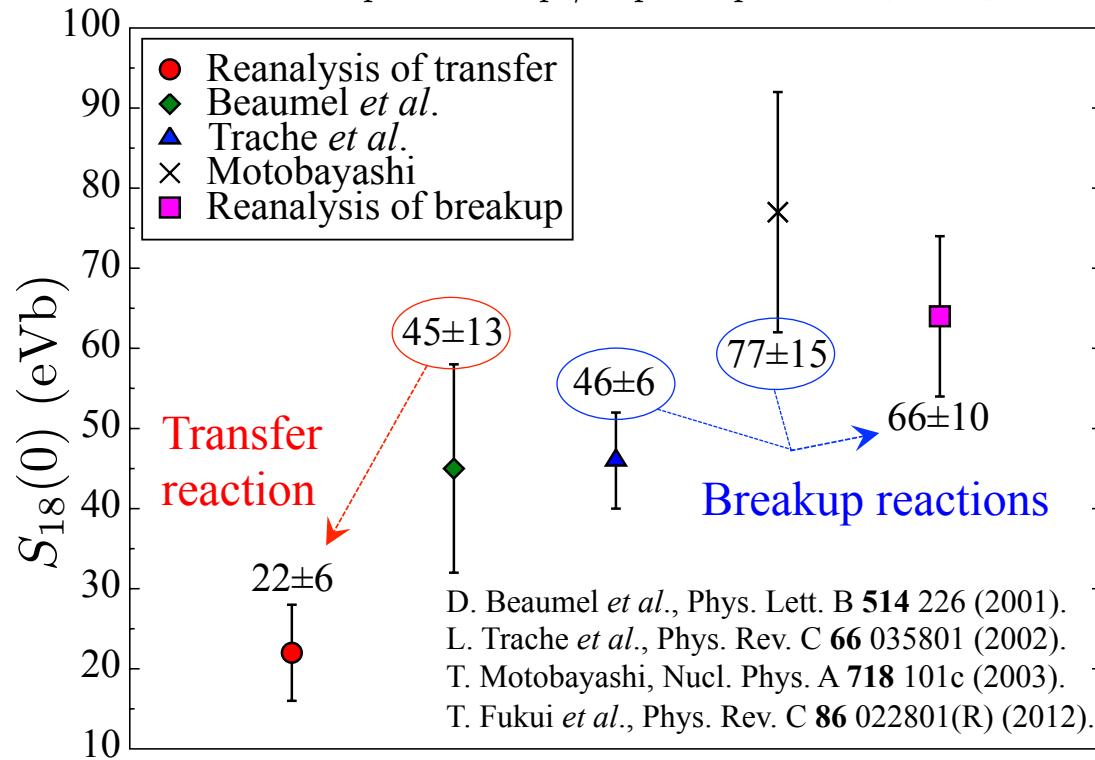 100
90
80
70
60
50
40
30
20
10
S18(0) (eVb)
Reanalysis of transfer
Beaumel et al.
Trache et al.
Motobayashi
Reanalysis of breakup
45±13
46±6
77±15
66±10
22±6
Transfer
reaction
Breakup reactions
D. Beaumel et al., Phys. Lett. B 514 226 (2001).
L. Trache et al., Phys. Rev. C 66 035801 (2002).
T. Motobayashi, Nucl. Phys. A 718 101c (2003).
T. Fukui et al., Phys. Rev. C 86 022801(R) (2012).